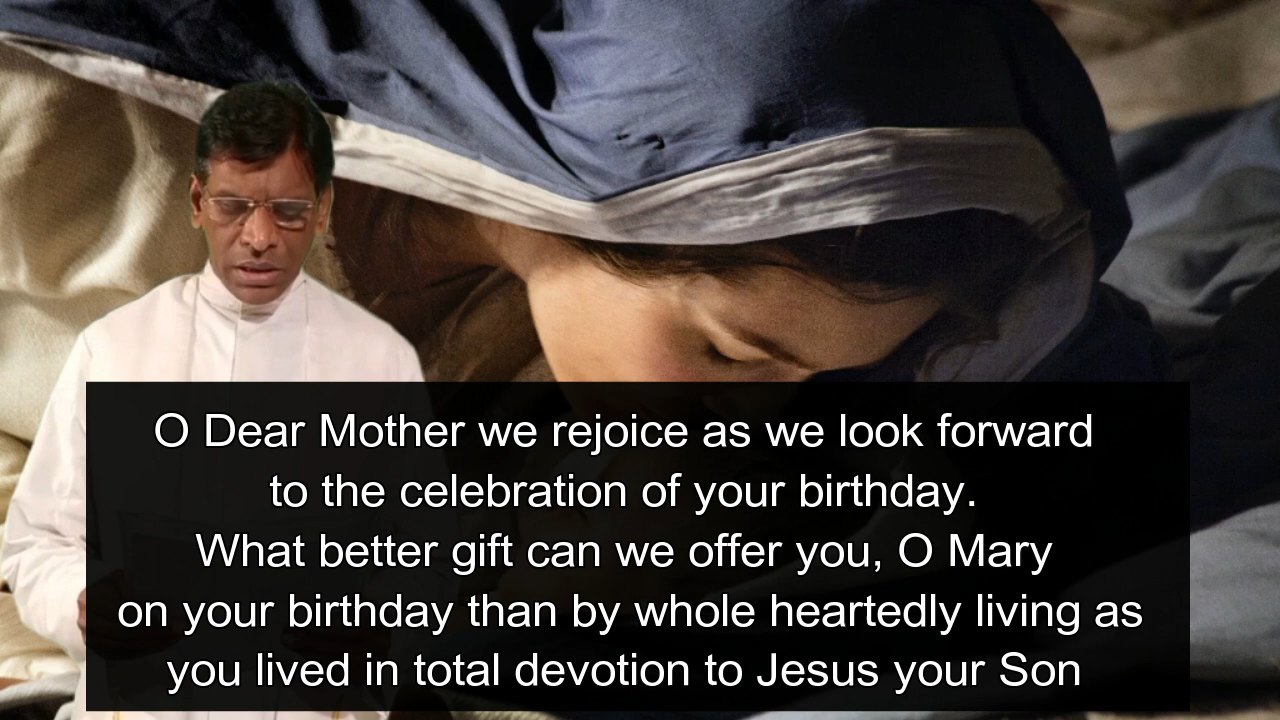 O Dear Mother we rejoice as we look forward
to the celebration of your birthday.
What better gift can we offer you, O Mary
on your birthday than by whole heartedly living as
you lived in total devotion to Jesus your Son